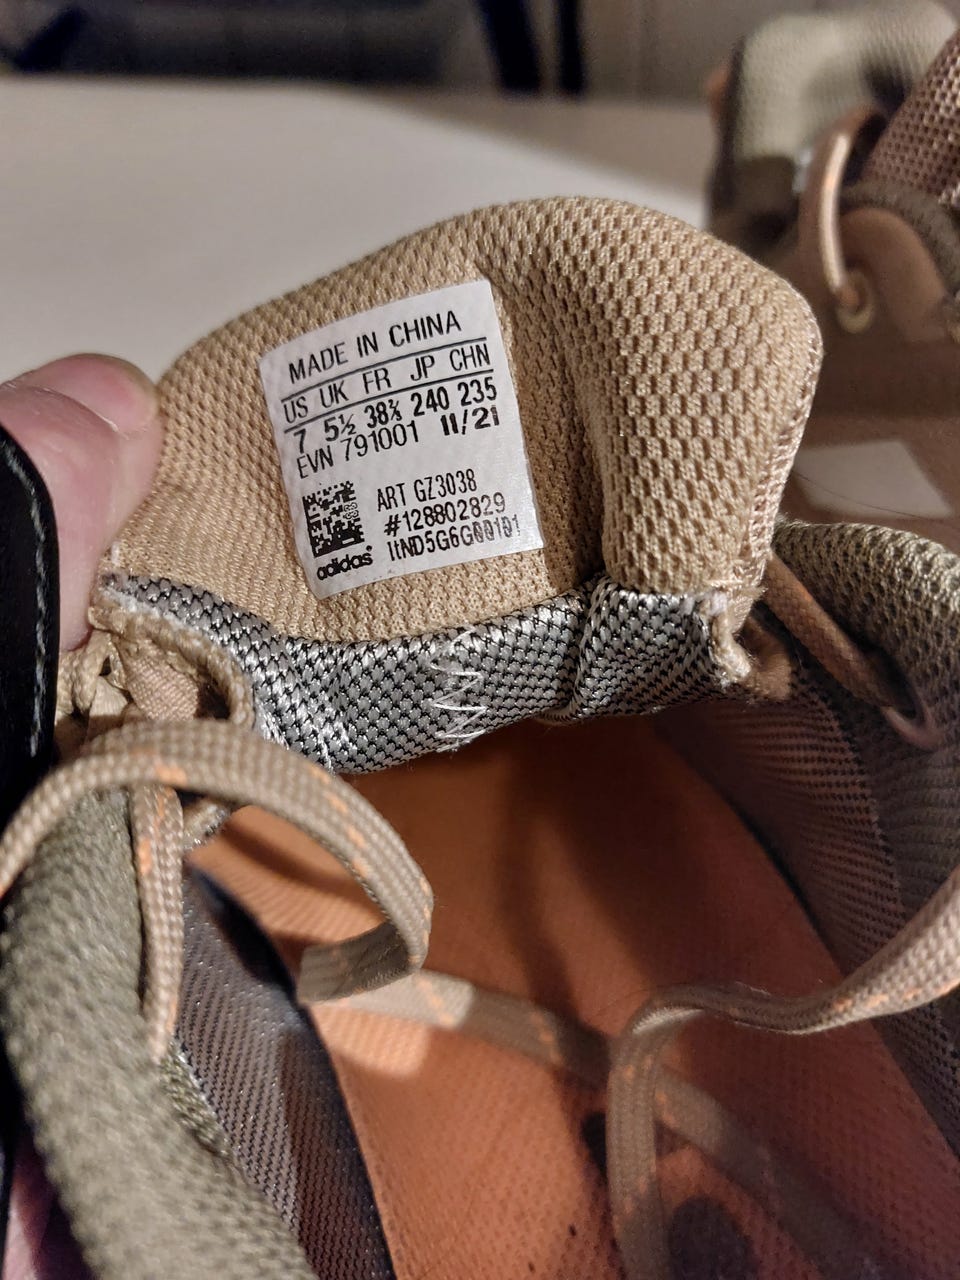 MADE IN CHINA
US UK FR JP CHN
7 5½ 38⅔ 240 235
EVN 791001 11/21
ART GZ3038
#128802829
adidas